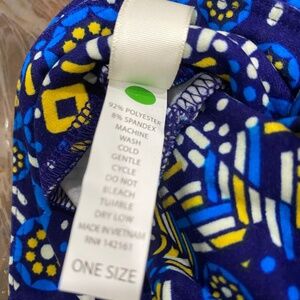 92% POLYESTER
8% SPANDEX
MACHINE
WASH
COLD
GENTLE
CYCLE
DO NOT
BLEACH
TUMBLE
DRY LOW
MADE IN VIETNAM
RN# 142161
ONE SIZE